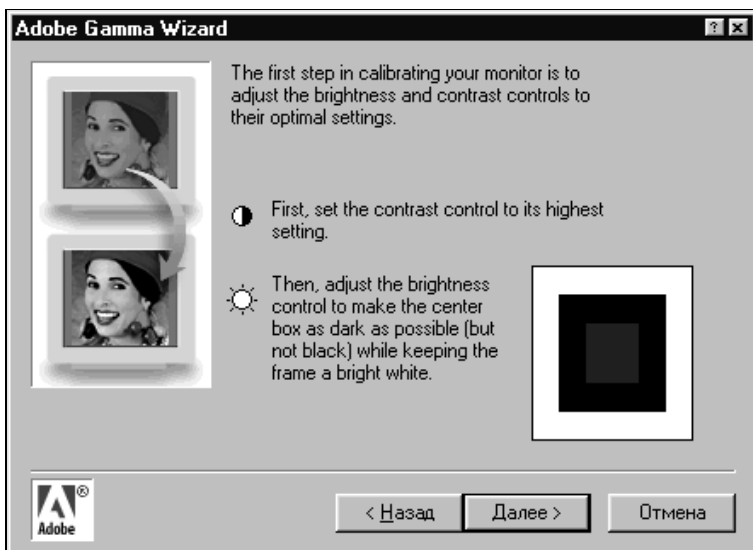 Adobe Gamma Wizard
The first step in calibrating your monitor is to
adjust the brightness and contrast controls to
their optimal settings.
First, set the contrast control to its highest
setting.
Then, adjust the brightness
control to make the center
box as dark as possible (but
not black) while keeping the
frame a bright white.
Adobe
®
< Назад
Далее >
Отмена